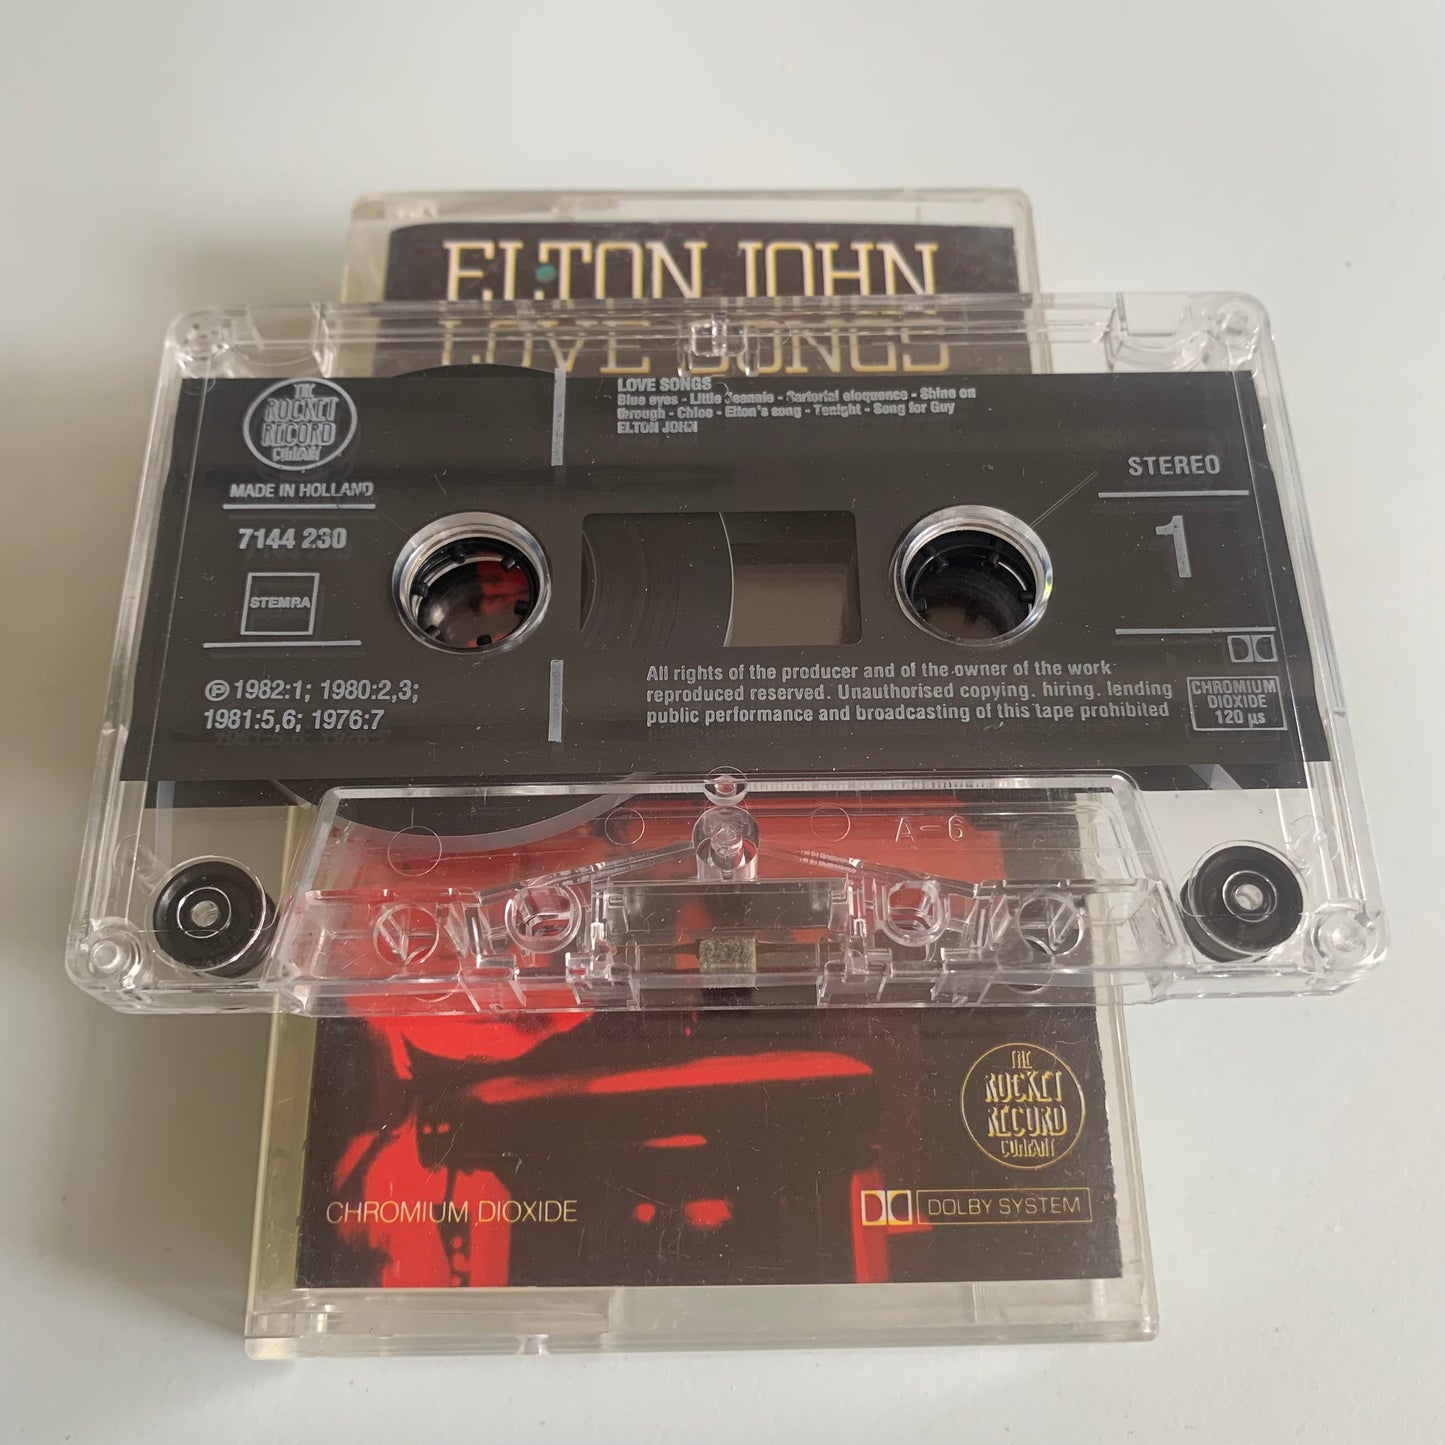 ELTON JOHN
LOVE SONGS
THE
ROCKET
RECORD
COMPANY
MADE IN HOLLAND
7144 230
STEMRA
℗ 1982:1; 1980:2,3;
1981:5,6; 1976:7
LOVE SONGS
Blue eyes - Little Jeannie - Sartorial eloquence - Shine on
through - Chloe - Elton's song - Tonight - Song for Guy
ELTON JOHN
STEREO
1
All rights of the producer and of the owner of the work
reproduced reserved. Unauthorised copying, hiring, lending
public performance and broadcasting of this tape prohibited
CHROMIUM
DIOXIDE
120 µs
A-6
THE
ROCKET
RECORD
COMPANY
CHROMIUM DIOXIDE
DOLBY SYSTEM